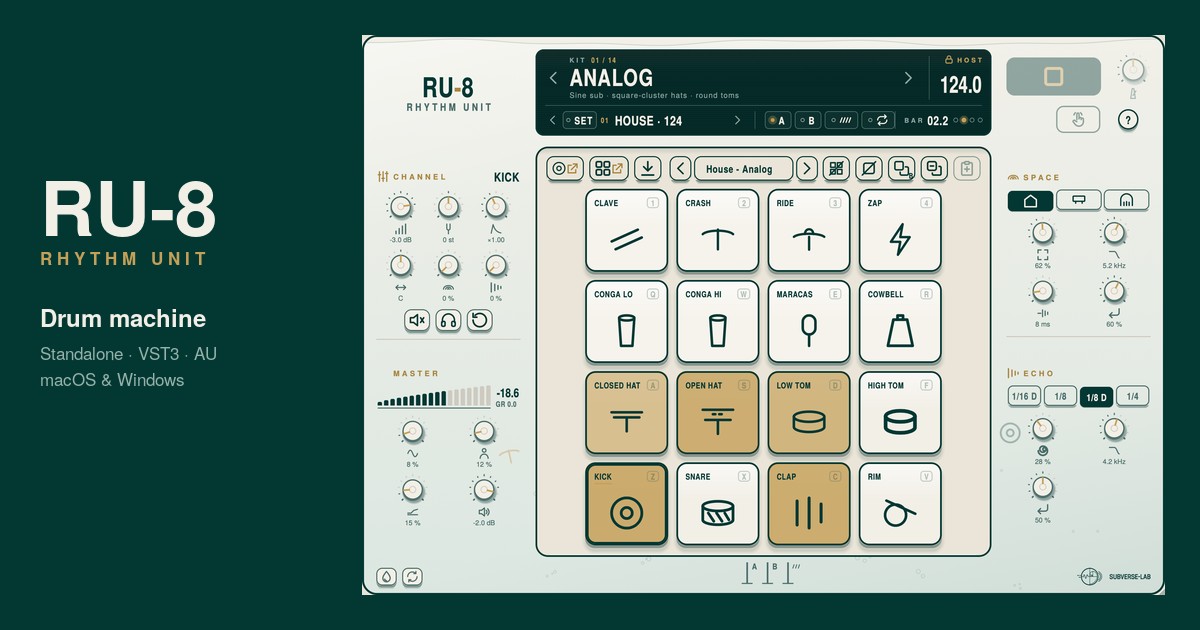 RU-8
RHYTHM UNIT
Drum machine
Standalone · VST3 · AU
macOS & Windows
RU-8
RHYTHM UNIT
KIT 01 / 14
HOST
ANALOG
124.0
Sine sub · square-cluster hats · round toms
SET 01 HOUSE · 124
A
B
BAR 02.2
?
CHANNEL KICK
-3.0 dB
0 st
×1.00
C
0 %
0 %
MASTER
-18.6
GR 0.0
8 %
12 %
15 %
-2.0 dB
House - Analog
CLAVE 1
CRASH 2
RIDE 3
ZAP 4
CONGA LO Q
CONGA HI W
MARACAS E
COWBELL R
CLOSED HAT A
OPEN HAT S
LOW TOM D
HIGH TOM F
KICK Z
SNARE X
CLAP C
RIM V
A
B
SPACE
62 %
5.2 kHz
8 ms
60 %
ECHO
1/16 D
1/8
1/8 D
1/4
28 %
4.2 kHz
50 %
SUBVERSE-LAB